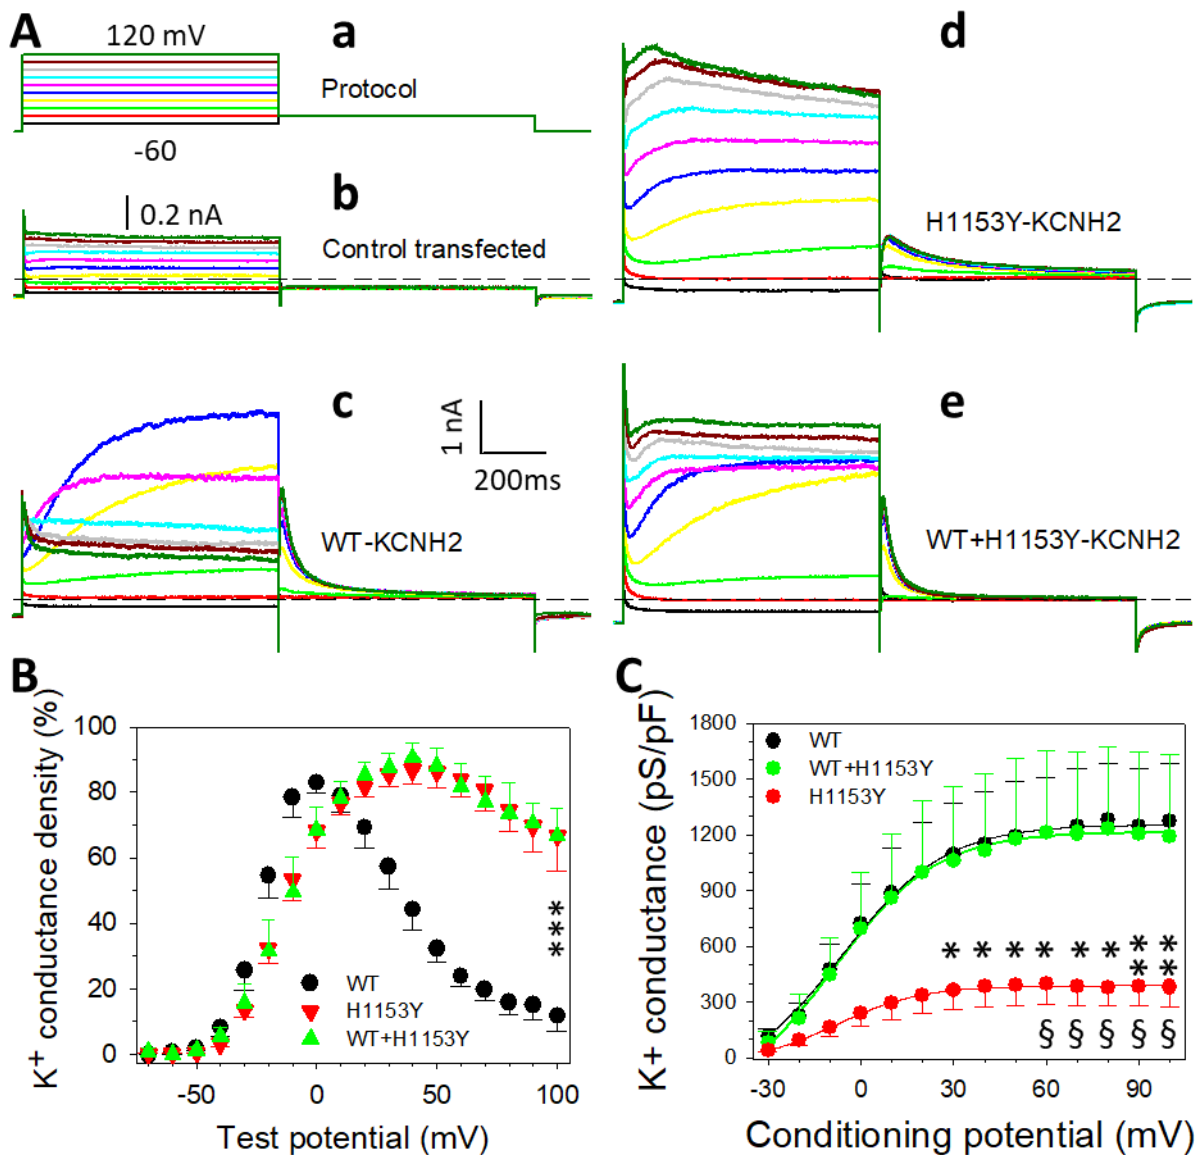 A
a
120 mV
Protocol
-60
b
0.2 nA
Control transfected
c
1 nA
200ms
WT-KCNH2
d
H1153Y-KCNH2
e
WT+H1153Y-KCNH2
B
K+ conductance density (%)
100
80
60
40
20
0
-50 0 50 100
Test potential (mV)
WT
H1153Y
WT+H1153Y
***
C
K+ conductance (pS/pF)
1800
1500
1200
900
600
300
0
-30 0 30 60 90
Conditioning potential (mV)
WT
WT+H1153Y
H1153Y
* * * * * * ** **
§ § § § §